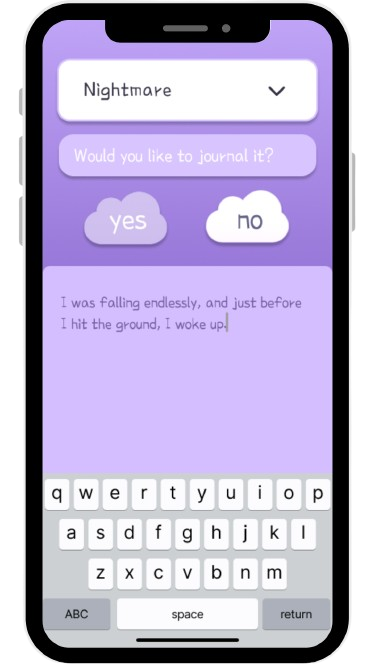 Nightmare
Would you like to journal it?
yes no
I was falling endlessly, and just before
I hit the ground, I woke up.
q w e r t y u i o p
a s d f g h j k l
z x c v b n m
ABC space return